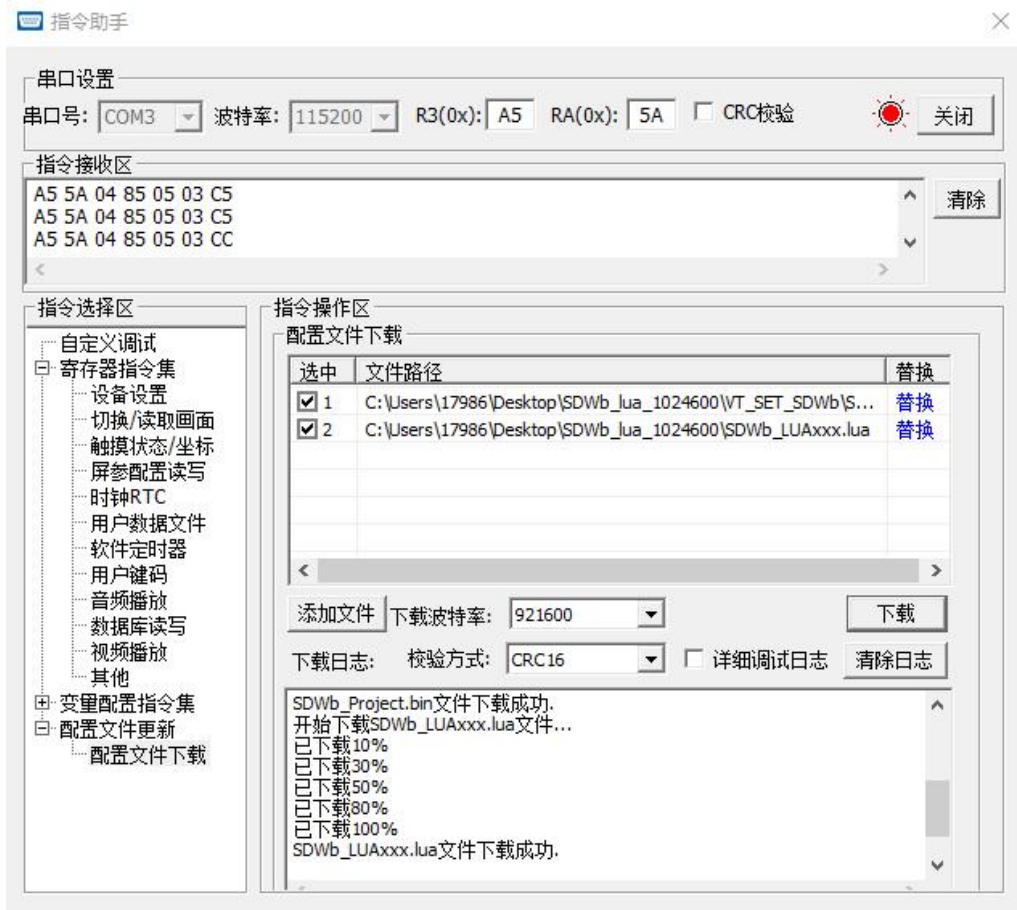 指令助手
串口设置
串口号: COM3 波特率: 115200 R3(0x): A5 RA(0x): 5A CRC校验 关闭
指令接收区
A5 5A 04 85 05 03 C5
A5 5A 04 85 05 03 C5
A5 5A 04 85 05 03 CC
清除
指令选择区
自定义调试
寄存器指令集
设备设置
切换/读取画面
触摸状态/坐标
屏参配置读写
时钟RTC
用户数据文件
软件定时器
用户键码
音频播放
数据库读写
视频播放
其他
变量配置指令集
配置文件更新
配置文件下载
指令操作区
配置文件下载
选中 文件路径 替换
1 C:\Users\17986\Desktop\SDWb_lua_1024600\VT_SET_SDWb\S... 替换
2 C:\Users\17986\Desktop\SDWb_lua_1024600\SDWb_LUAxxx.lua 替换
添加文件 下载波特率: 921600 下载
下载日志: 校验方式: CRC16 详细调试日志 清除日志
SDWb_Project.bin文件下载成功.
开始下载SDWb_LUAxxx.lua文件...
已下载10%
已下载30%
已下载50%
已下载80%
已下载100%
SDWb_LUAxxx.lua文件下载成功.